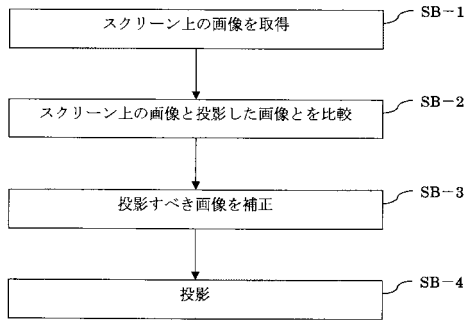 スクリーン上の画像を取得
SB-1
スクリーン上の画像と投影した画像とを比較
SB-2
投影すべき画像を補正
SB-3
投影
SB-4